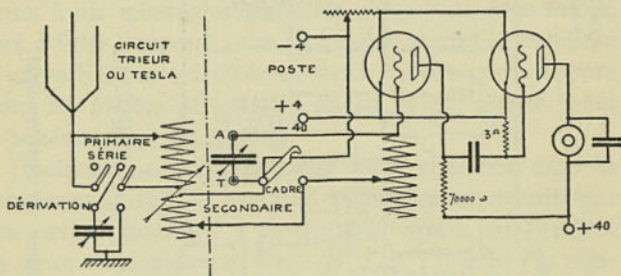 CIRCUIT
TRIEUR
OU TESLA
-4
POSTE
+4
-40
PRIMAIRE
SÉRIE
A
T
CADRE
DÉRIVATION
SECONDAIRE
3Ω
70000 ω
+40